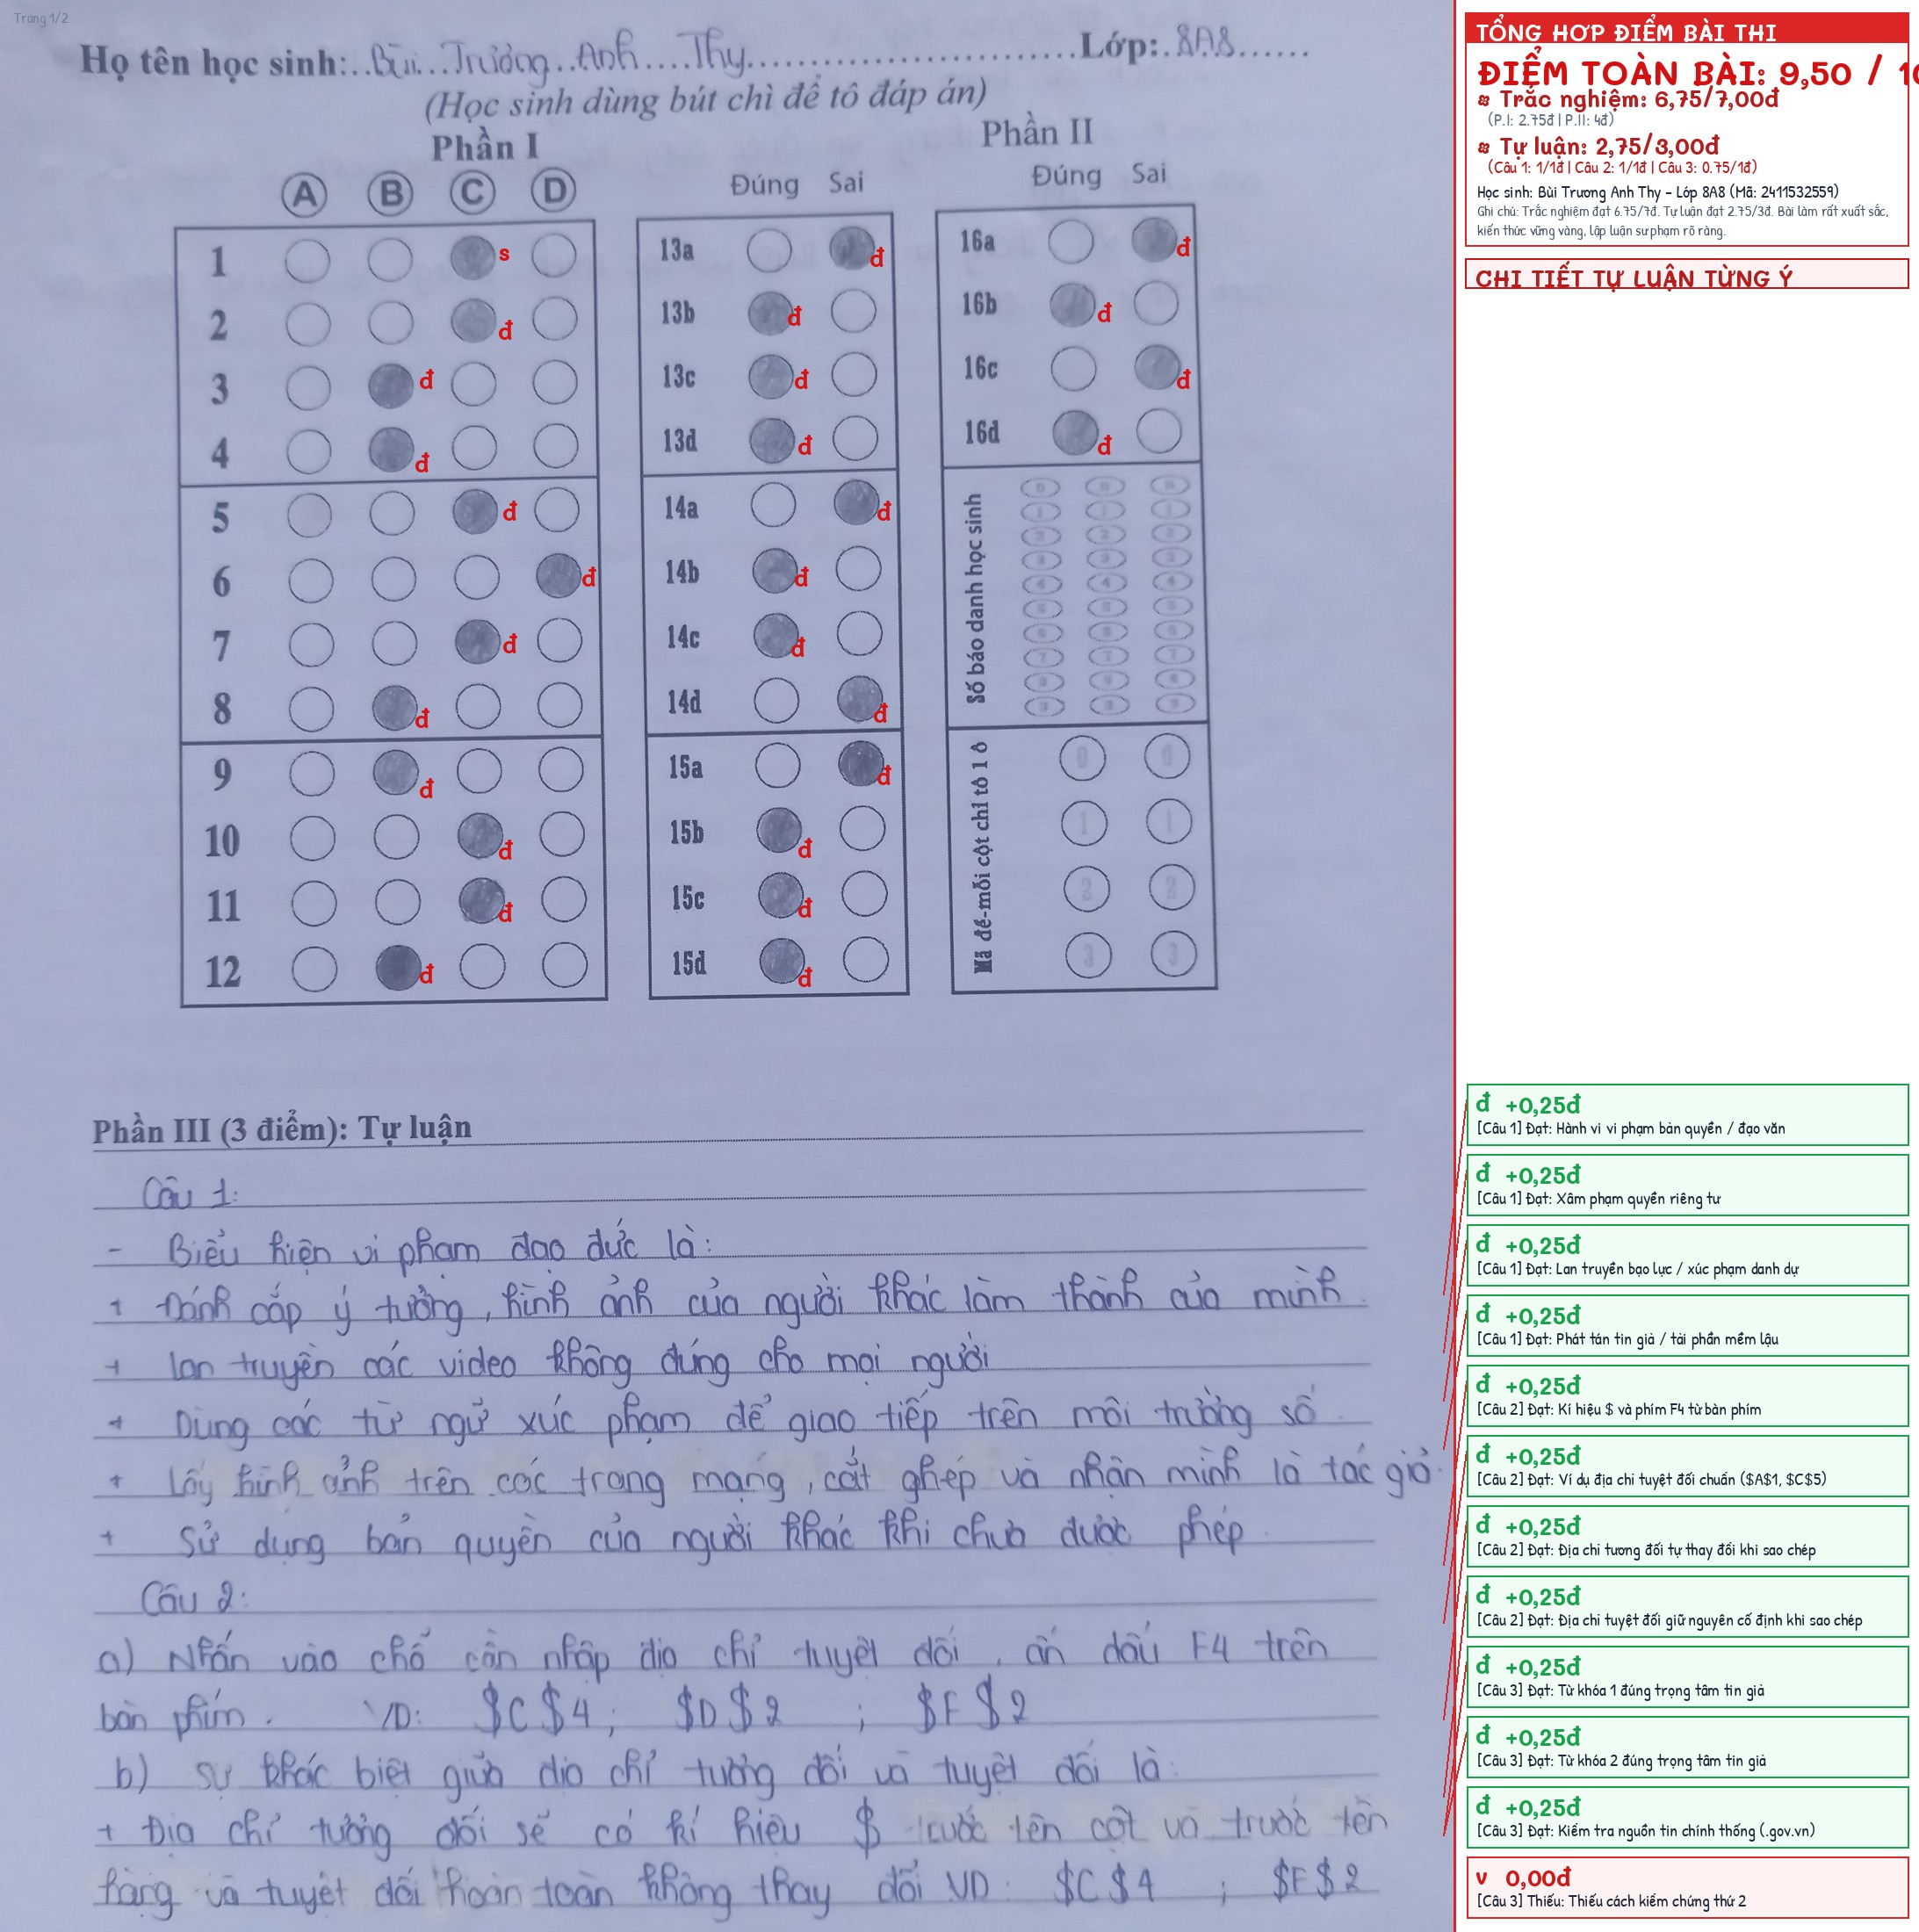 Trang 1/2
Họ tên học sinh:...Bùi...Trương...Anh....Thy..........................Lớp:.8A8......
(Học sinh dùng bút chì để tô đáp án)
Phần I
Phần II
A B C D
Đúng Sai
Đúng Sai
1 s
2 đ
3 đ
4 đ
5 đ
6 đ
7 đ
8 đ
9 đ
10 đ
11 đ
12 đ
13a đ
13b đ
13c đ
13d đ
14a đ
14b đ
14c đ
14d đ
15a đ
15b đ
15c đ
15d đ
16a đ
16b đ
16c đ
16d đ
Số báo danh học sinh
Mã đề-mỗi cột chỉ tô 1 ô
0 0
1 1
2 2
3 3
Phần III (3 điểm): Tự luận
Câu 1:
- Biểu hiện vi phạm đạo đức là:
+ Đánh cắp ý tưởng, hình ảnh của người khác làm thành của mình.
+ lan truyền các video không đúng cho mọi người
+ Dùng các từ ngữ xúc phạm để giao tiếp trên môi trường số.
+ Lấy hình ảnh trên các trang mạng, cắt ghép và nhận mình là tác giả.
+ Sử dụng bản quyền của người khác khi chưa được phép.
Câu 2:
a) Nhấn vào chỗ cần nhập địa chỉ tuyệt đối, ấn dấu F4 trên
bàn phím. VD: $C$4; $D$2 ; $F$2
b) Sự khác biệt giữa địa chỉ tương đối và tuyệt đối là:
+ Địa chỉ tương đối sẽ có kí hiệu $ trước tên cột và trước tên
hàng và tuyệt đối hoàn toàn không thay đổi VD: $C$4 ; $F$2
TỔNG HỢP ĐIỂM BÀI THI
ĐIỂM TOÀN BÀI: 9,50 / 10
Trắc nghiệm: 6,75/7,00đ
(P.I: 2.75đ | P.II: 4đ)
Tự luận: 2,75/3,00đ
(Câu 1: 1/1đ | Câu 2: 1/1đ | Câu 3: 0.75/1đ)
Học sinh: Bùi Trương Anh Thy - Lớp 8A8 (Mã: 2411532559)
Ghi chú: Trắc nghiệm đạt 6.75/7đ. Tự luận đạt 2.75/3đ. Bài làm rất xuất sắc,
kiến thức vững vàng, lập luận sư phạm rõ ràng.
CHI TIẾT TỰ LUẬN TỪNG Ý
đ +0,25đ
[Câu 1] Đạt: Hành vi vi phạm bản quyền / đạo văn
đ +0,25đ
[Câu 1] Đạt: Xâm phạm quyền riêng tư
đ +0,25đ
[Câu 1] Đạt: Lan truyền bạo lực / xúc phạm danh dự
đ +0,25đ
[Câu 1] Đạt: Phát tán tin giả / tải phần mềm lậu
đ +0,25đ
[Câu 2] Đạt: Kí hiệu $ và phím F4 từ bàn phím
đ +0,25đ
[Câu 2] Đạt: Ví dụ địa chỉ tuyệt đối chuẩn ($A$1, $C$5)
đ +0,25đ
[Câu 2] Đạt: Địa chỉ tương đối tự thay đổi khi sao chép
đ +0,25đ
[Câu 2] Đạt: Địa chỉ tuyệt đối giữ nguyên cố định khi sao chép
đ +0,25đ
[Câu 3] Đạt: Từ khóa 1 đúng trọng tâm tin giả
đ +0,25đ
[Câu 3] Đạt: Từ khóa 2 đúng trọng tâm tin giả
đ +0,25đ
[Câu 3] Đạt: Kiểm tra nguồn tin chính thống (.gov.vn)
v 0,00đ
[Câu 3] Thiếu: Thiếu cách kiểm chứng thứ 2